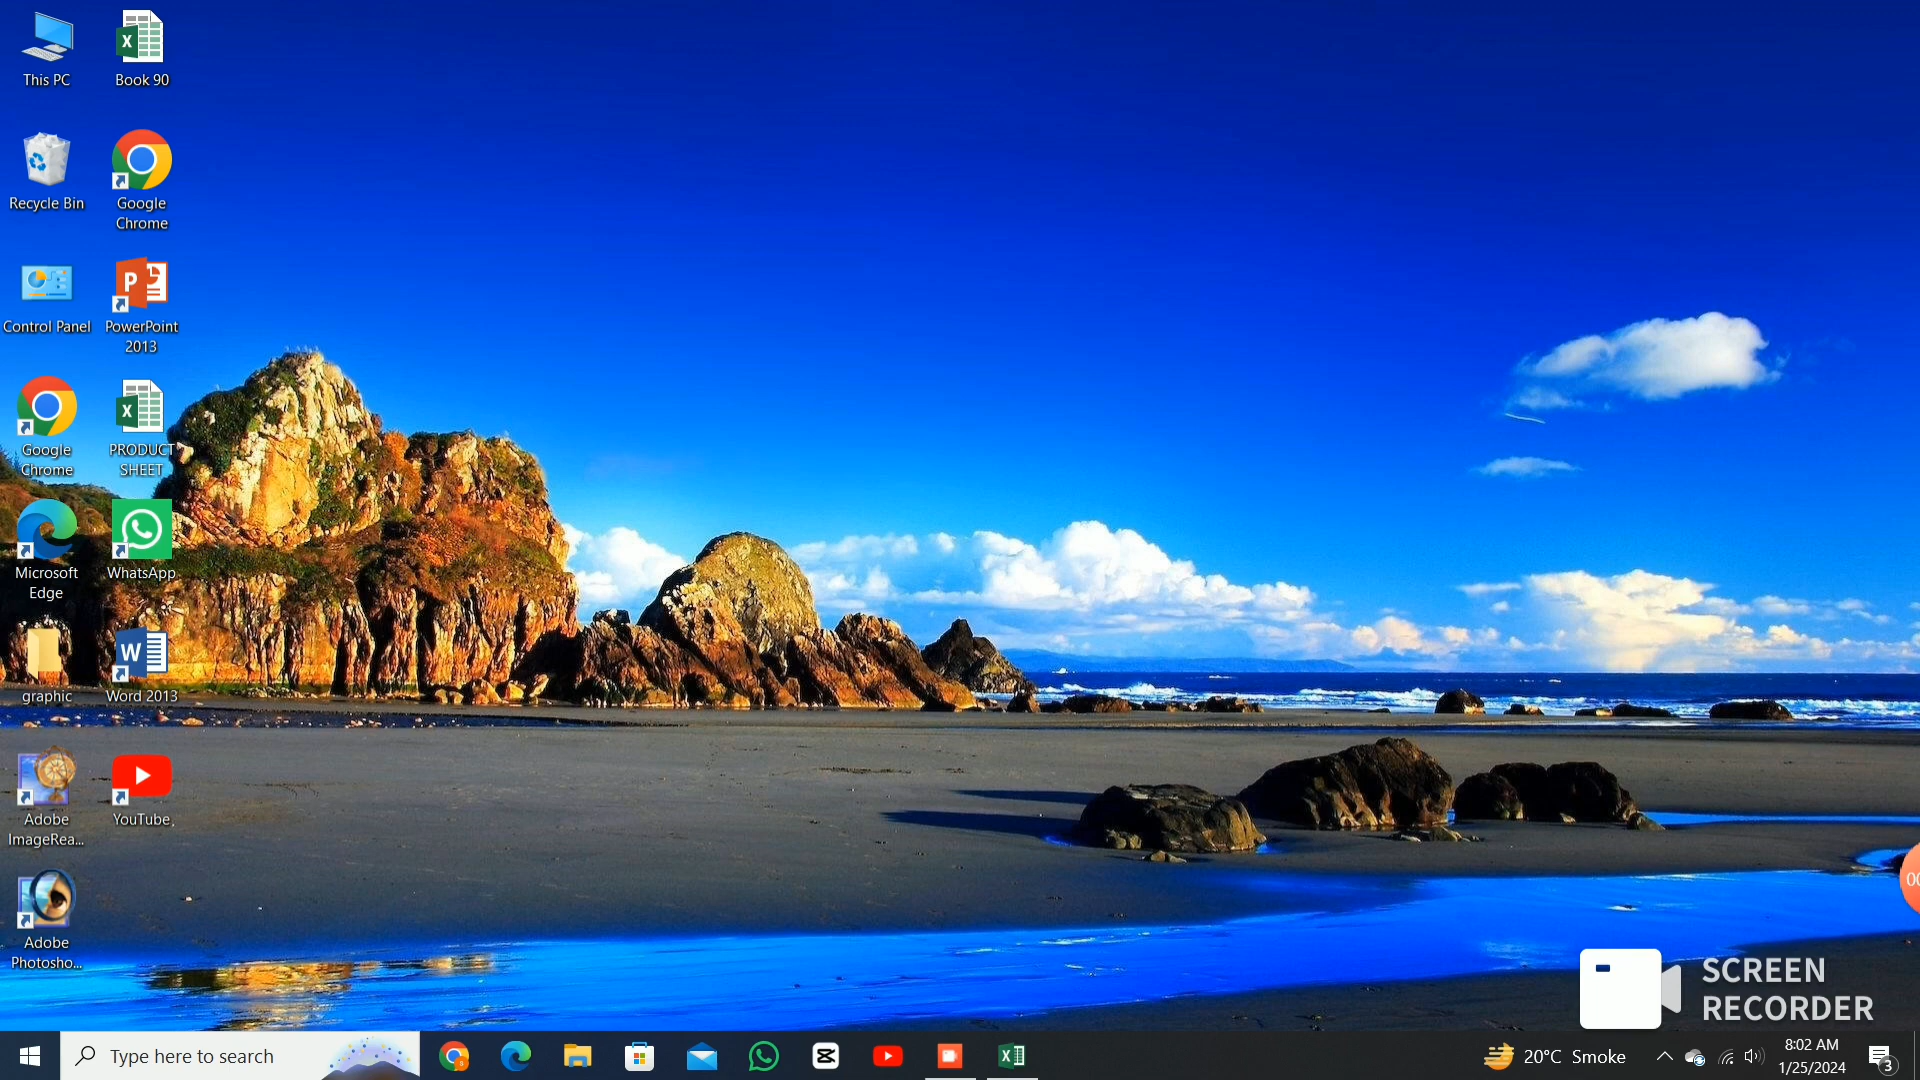 This PC
Book 90
Recycle Bin
Google
Chrome
Control Panel
PowerPoint
2013
Google
Chrome
PRODUCT
SHEET
Microsoft
Edge
WhatsApp
graphic
Word 2013
Adobe
ImageRea...
YouTube
Adobe
Photosho...
00
SCREEN
RECORDER
Type here to search
20°C Smoke
8:02 AM
1/25/2024
3